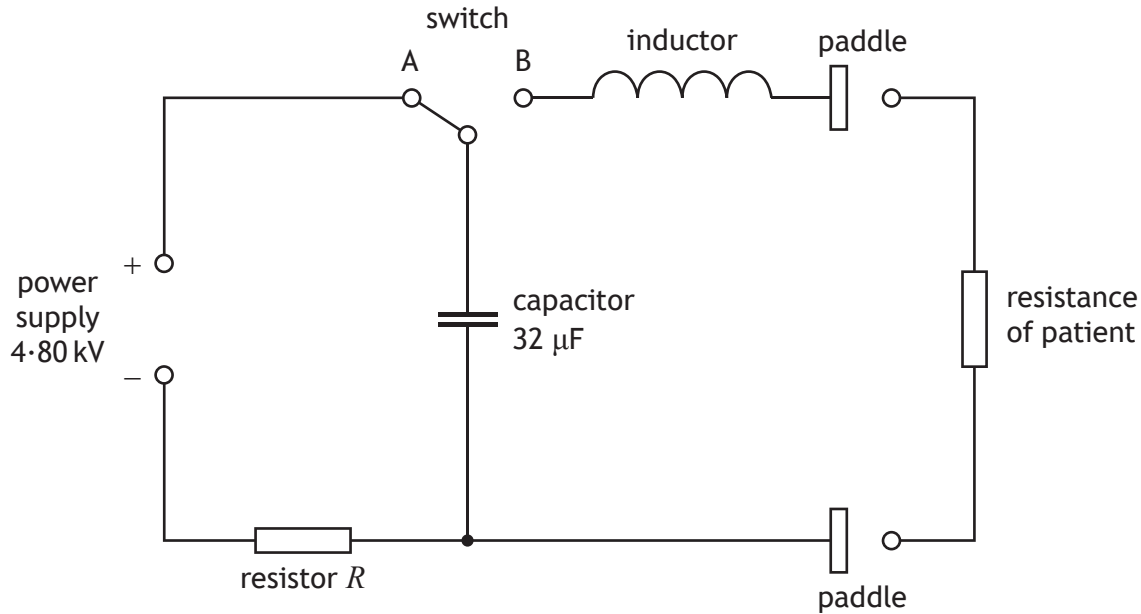 switch
A
B
inductor
paddle
+
power
supply
4·80 kV
−
capacitor
32 μF
resistance
of patient
resistor R
paddle